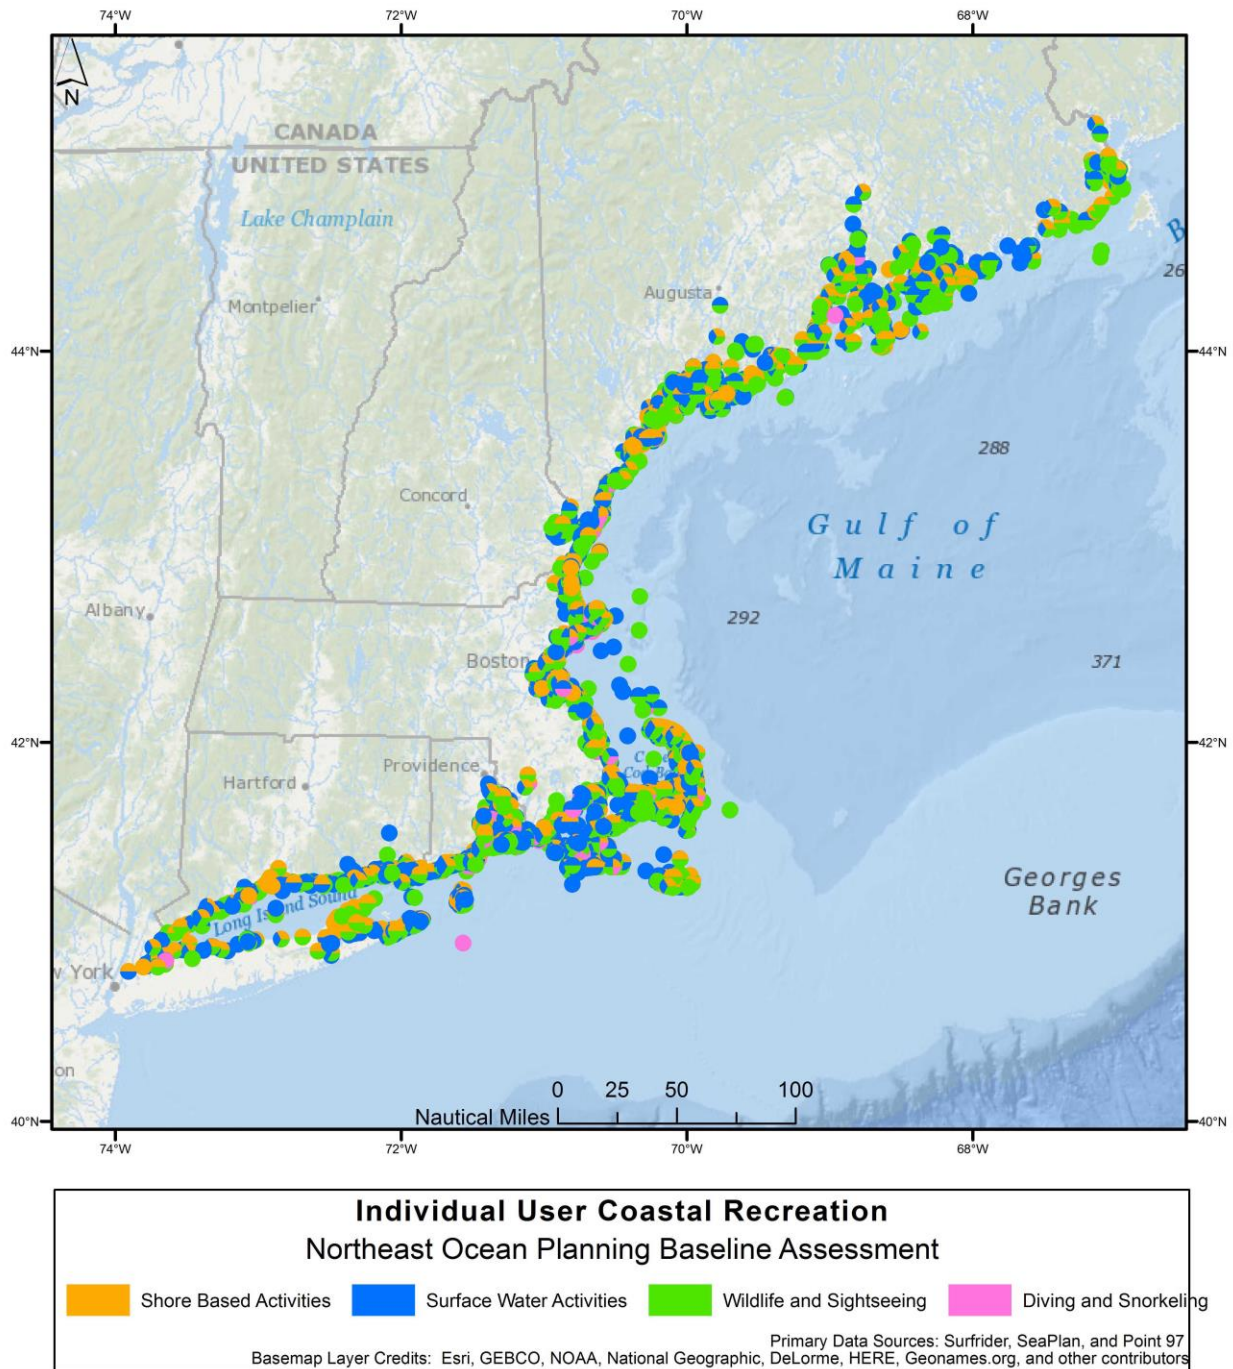 74°W 72°W 70°W 68°W
N
CANADA
UNITED STATES
Lake Champlain
B
26
Montpelier
Augusta
44°N 44°N
288
Concord
Gulf of
Maine
Albany
292
Boston
371
42°N 42°N
Providence
Hartford
Georges
Bank
Long Island Sound
York
on
0 25 50 100
Nautical Miles
40°N 40°N
74°W 72°W 70°W 68°W
Individual User Coastal Recreation
Northeast Ocean Planning Baseline Assessment
Shore Based Activities Surface Water Activities Wildlife and Sightseeing Diving and Snorkeling
Primary Data Sources: Surfrider, SeaPlan, and Point 97
Basemap Layer Credits: Esri, GEBCO, NOAA, National Geographic, DeLorme, HERE, Geonames.org, and other contributors